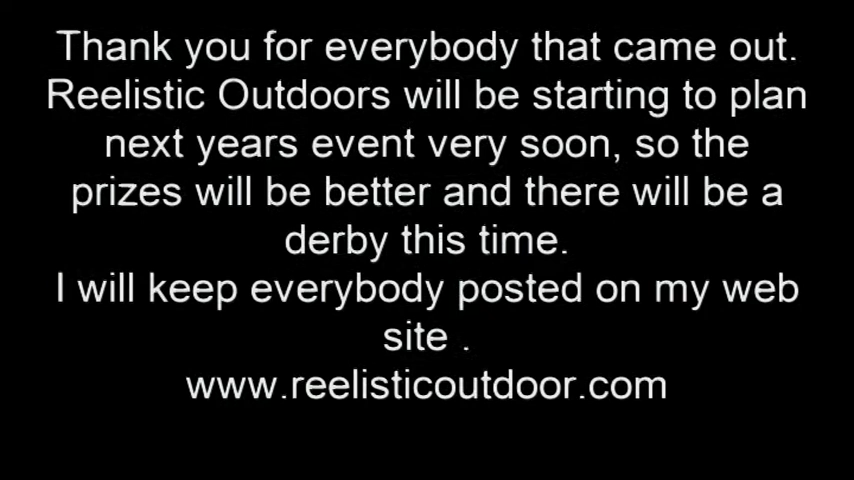 Thank you for everybody that came out.
Reelistic Outdoors will be starting to plan
next years event very soon, so the
prizes will be better and there will be a
derby this time.
I will keep everybody posted on my web
site .
www.reelisticoutdoor.com